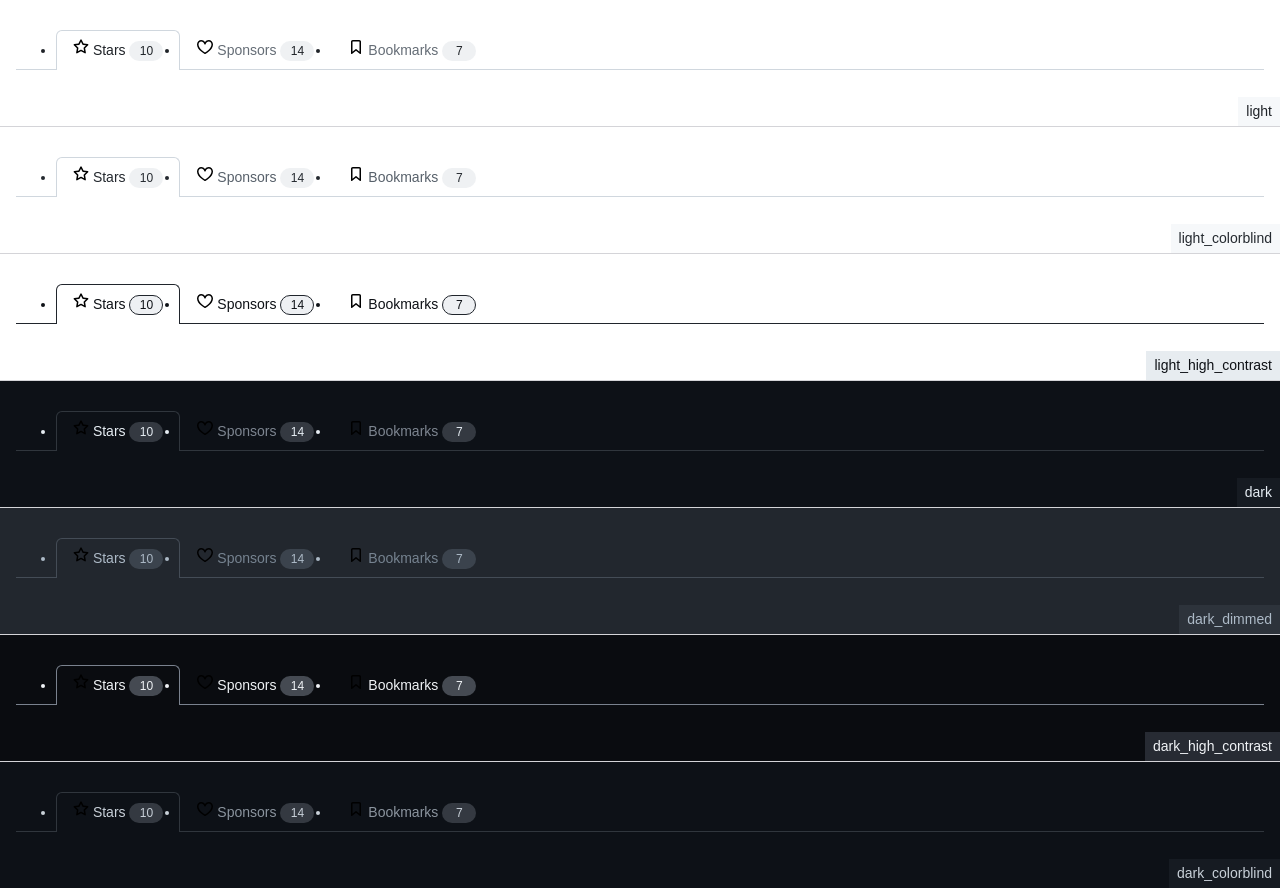 Stars 10 Sponsors 14 Bookmarks 7
light
Stars 10 Sponsors 14 Bookmarks 7
light_colorblind
Stars 10 Sponsors 14 Bookmarks 7
light_high_contrast
Stars 10 Sponsors 14 Bookmarks 7
dark
Stars 10 Sponsors 14 Bookmarks 7
dark_dimmed
Stars 10 Sponsors 14 Bookmarks 7
dark_high_contrast
Stars 10 Sponsors 14 Bookmarks 7
dark_colorblind